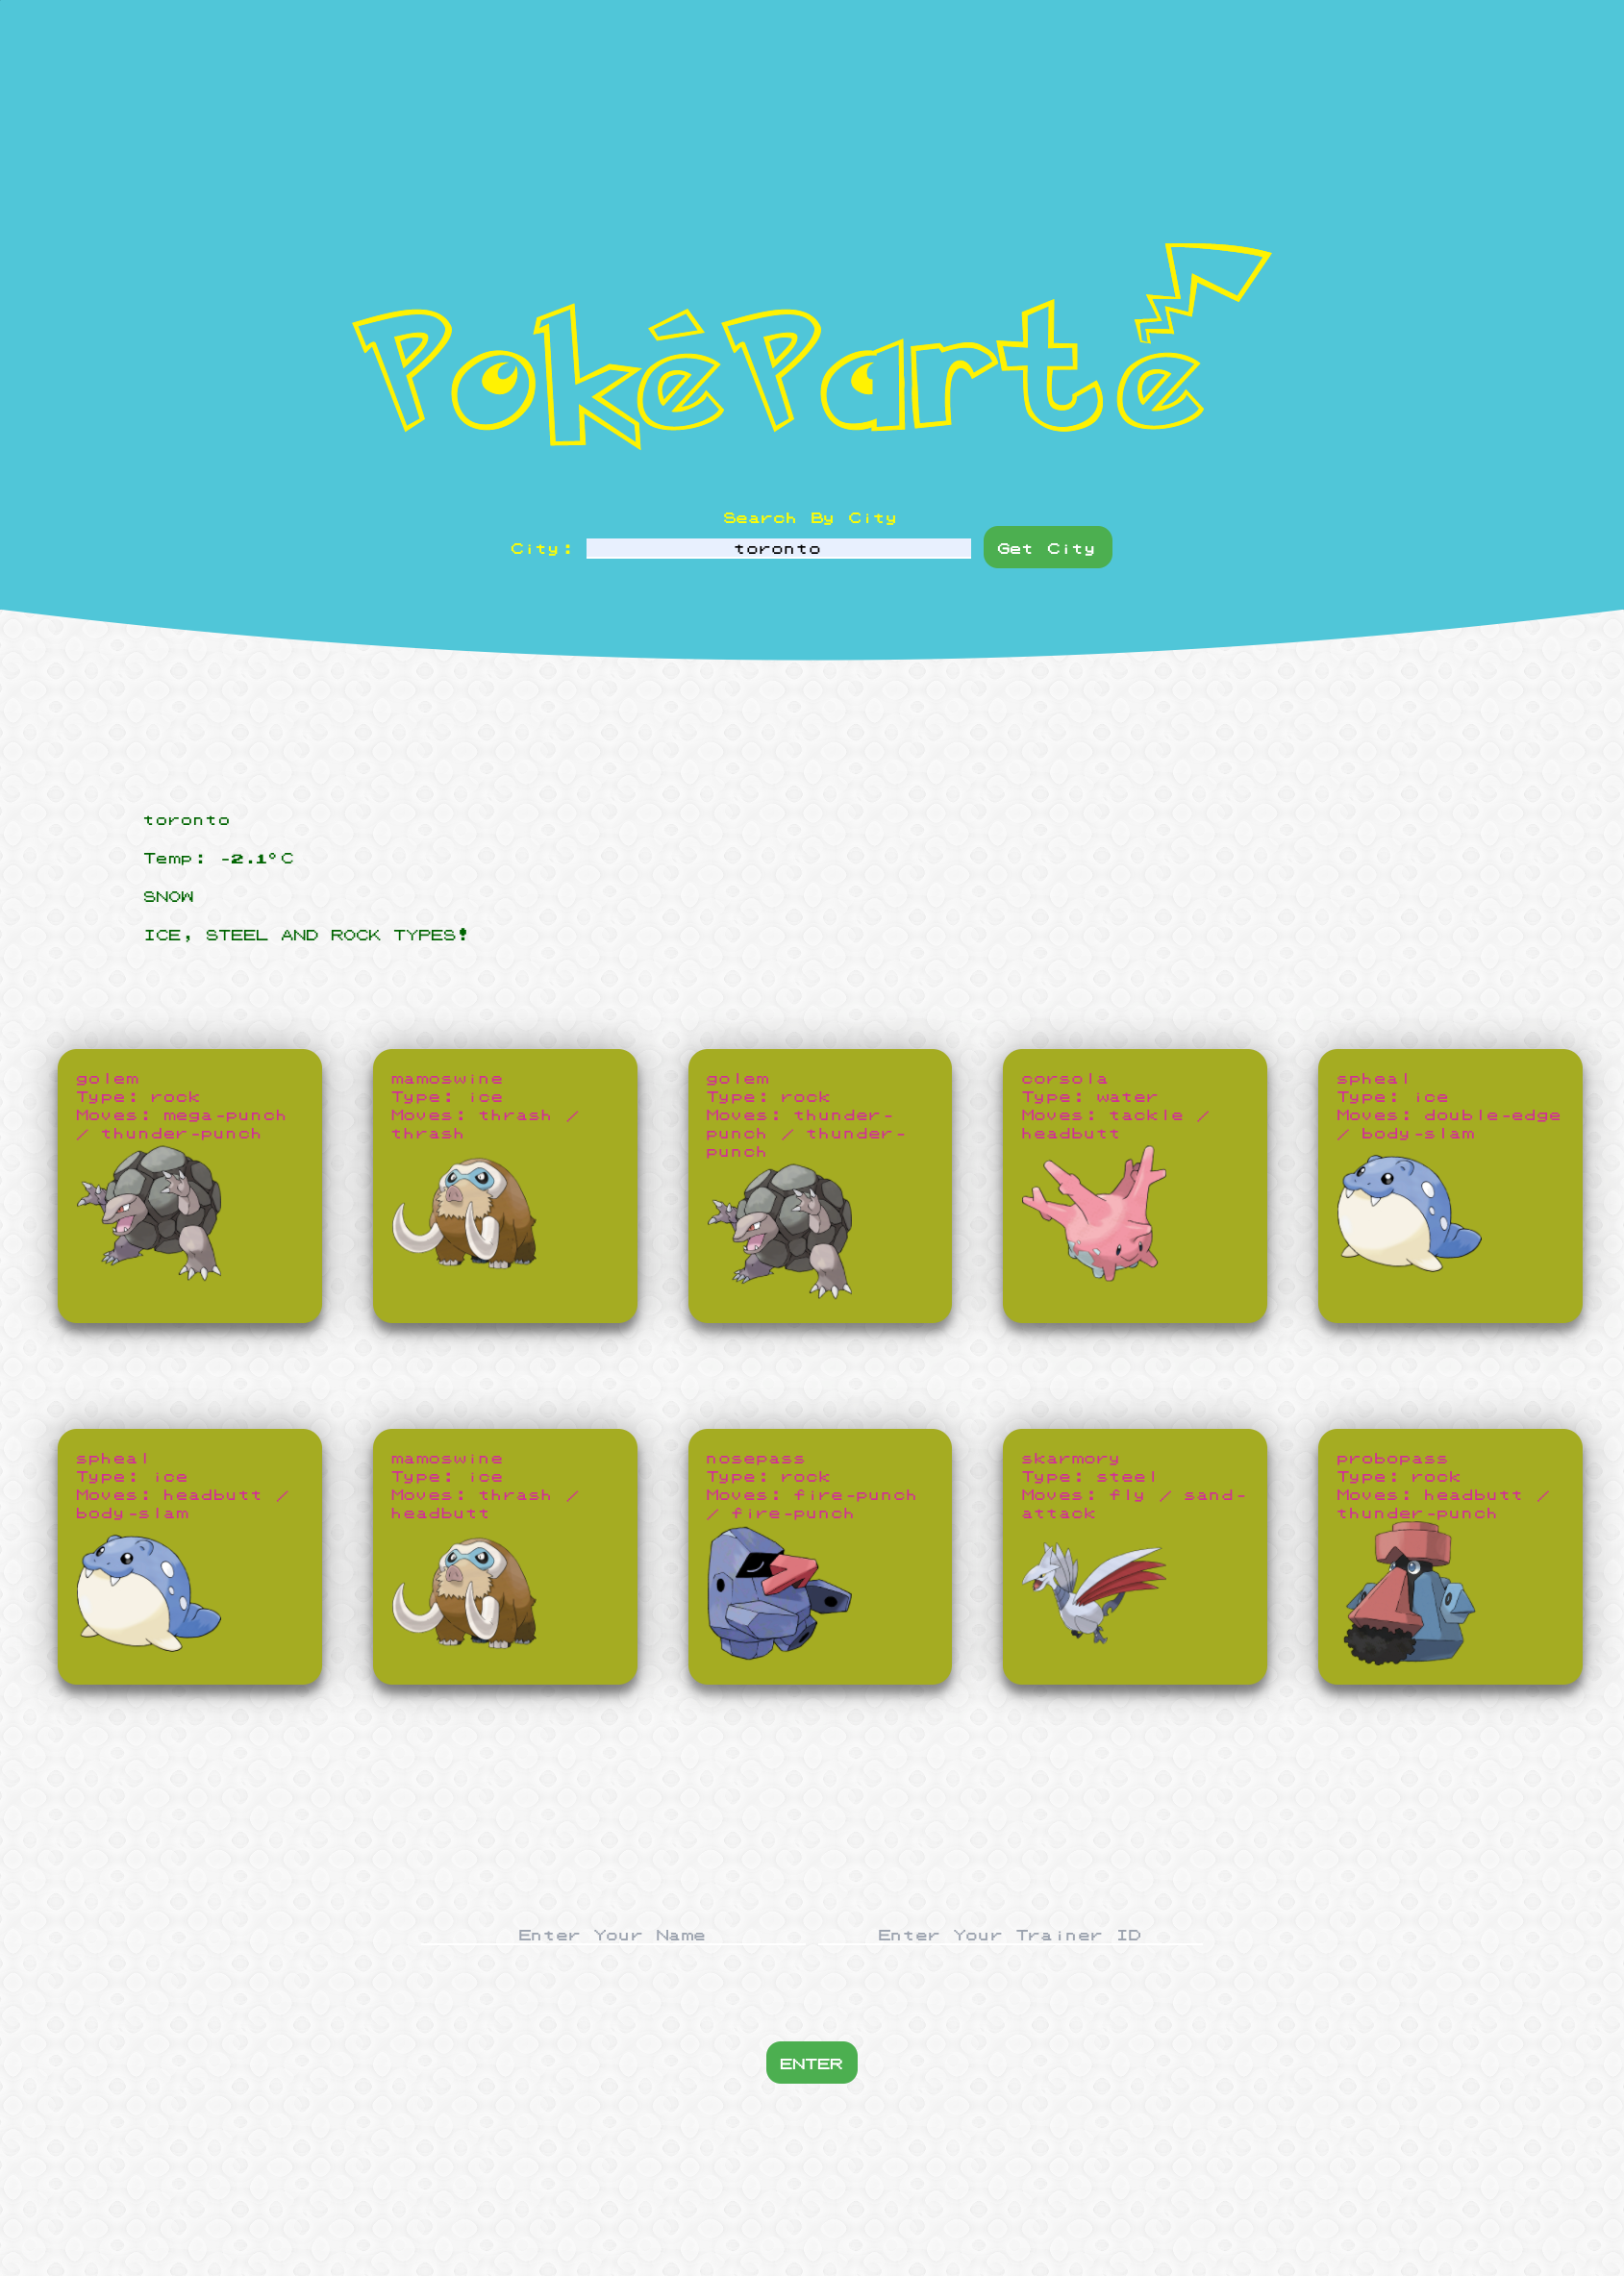 PokéParte
Search By City
City: toronto Get City
toronto
Temp: -2.1°C
SNOW
ICE, STEEL AND ROCK TYPES!
golem
Type: rock
Moves: mega-punch
/ thunder-punch
mamoswine
Type: ice
Moves: thrash /
thrash
golem
Type: rock
Moves: thunder-
punch / thunder-
punch
corsola
Type: water
Moves: tackle /
headbutt
spheal
Type: ice
Moves: double-edge
/ body-slam
spheal
Type: ice
Moves: headbutt /
body-slam
mamoswine
Type: ice
Moves: thrash /
headbutt
nosepass
Type: rock
Moves: fire-punch
/ fire-punch
skarmory
Type: steel
Moves: fly / sand-
attack
probopass
Type: rock
Moves: headbutt /
thunder-punch
Enter Your Name Enter Your Trainer ID
ENTER